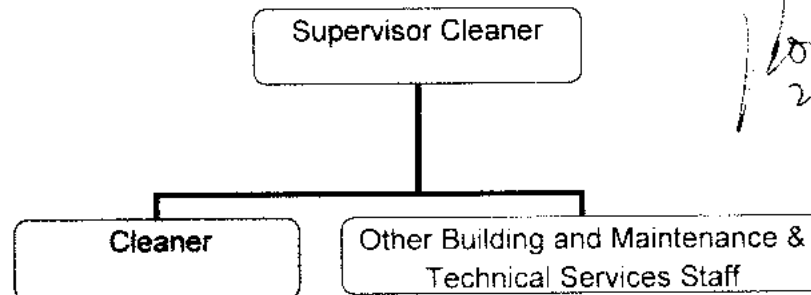 Supervisor Cleaner
Cleaner
Other Building and Maintenance &
Technical Services Staff